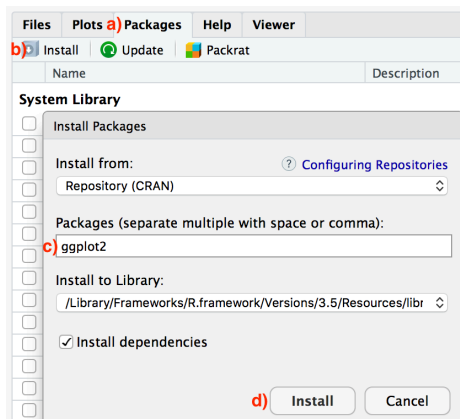 Files Plots a) Packages Help Viewer
b) Install Update Packrat
Name Description
System Library
Install Packages
Install from: ? Configuring Repositories
Repository (CRAN)
Packages (separate multiple with space or comma):
c) ggplot2
Install to Library:
/Library/Frameworks/R.framework/Versions/3.5/Resources/libr
Install dependencies
d) Install Cancel